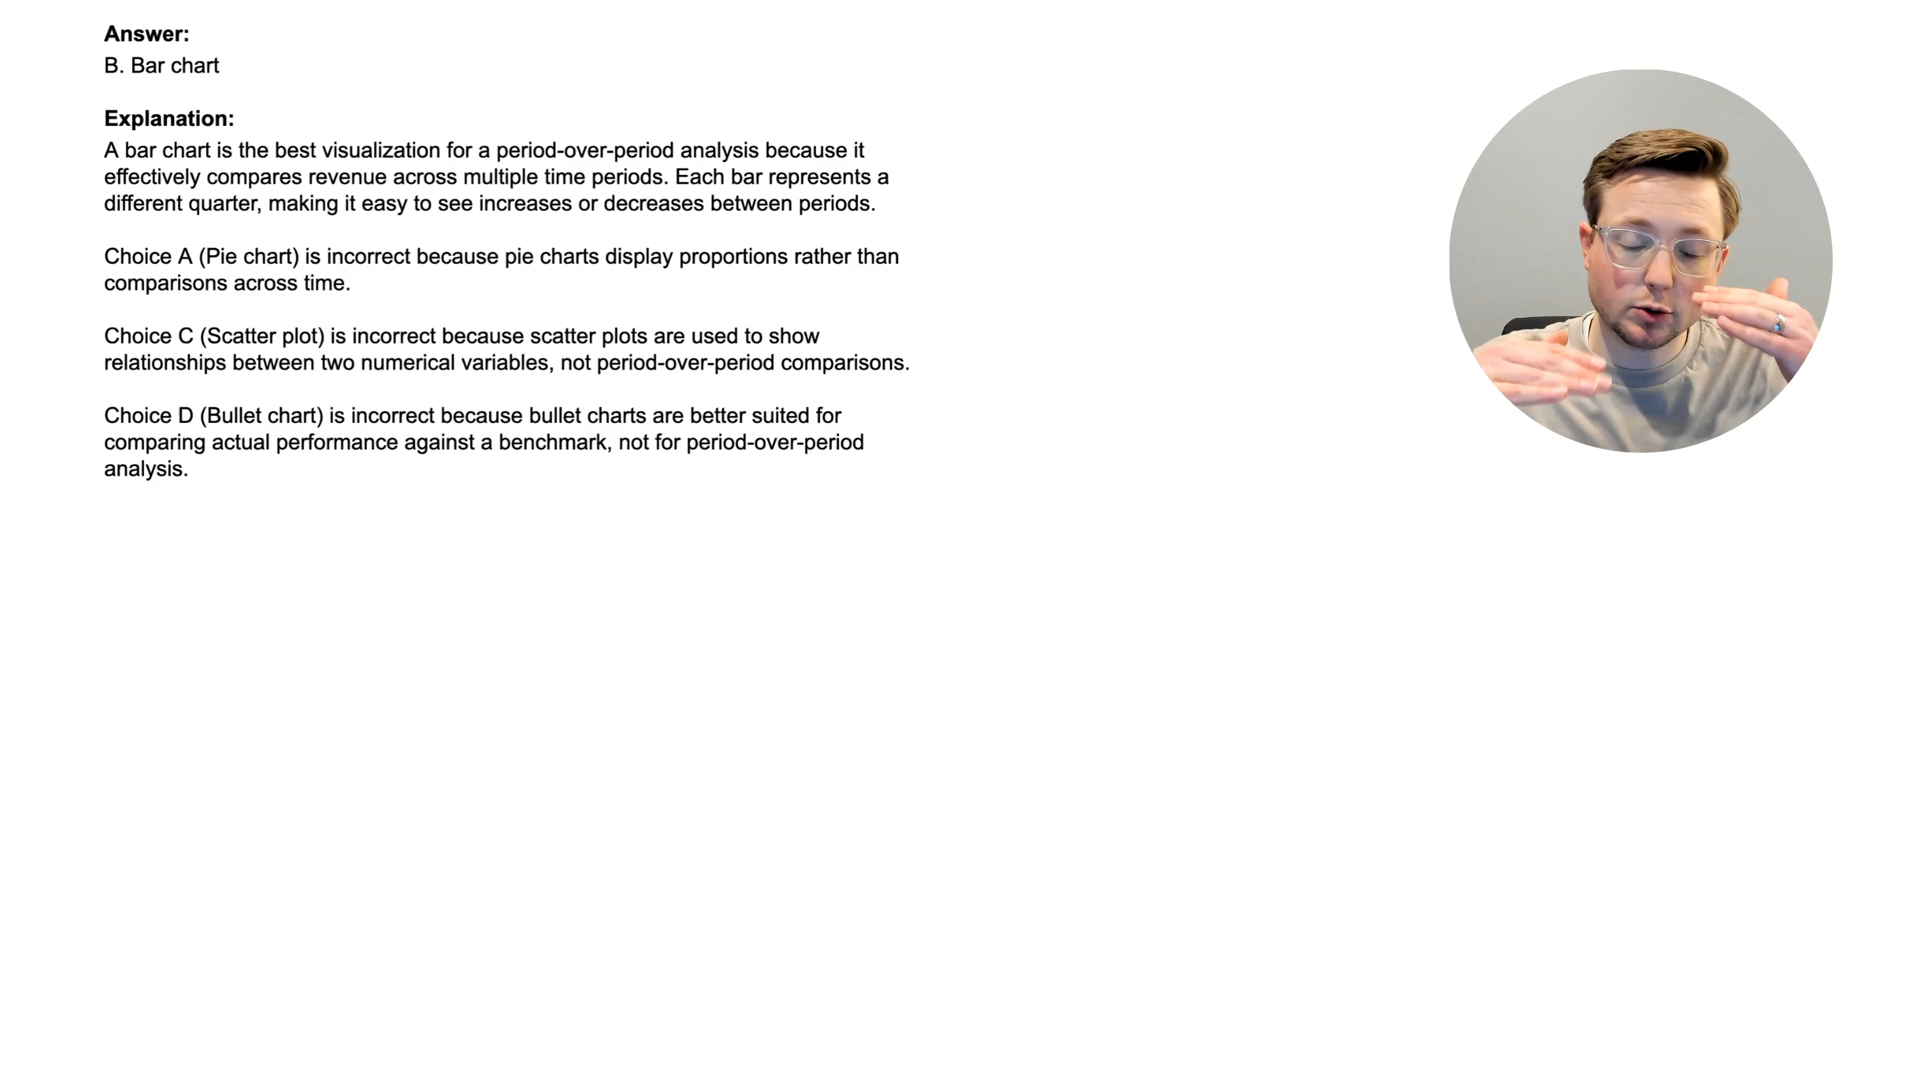 Answer:
B. Bar chart
Explanation:
A bar chart is the best visualization for a period-over-period analysis because it
effectively compares revenue across multiple time periods. Each bar represents a
different quarter, making it easy to see increases or decreases between periods.
Choice A (Pie chart) is incorrect because pie charts display proportions rather than
comparisons across time.
Choice C (Scatter plot) is incorrect because scatter plots are used to show
relationships between two numerical variables, not period-over-period comparisons.
Choice D (Bullet chart) is incorrect because bullet charts are better suited for
comparing actual performance against a benchmark, not for period-over-period
analysis.